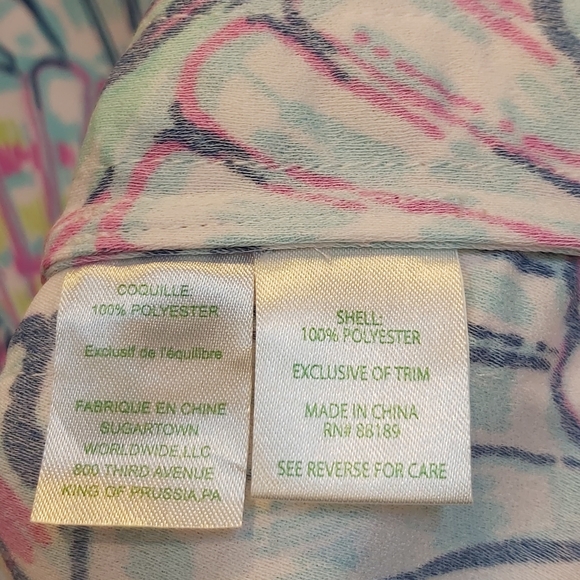 COQUILLE:
100% POLYESTER
Exclusif de l'équilibre
FABRIQUE EN CHINE
SUGARTOWN
WORLDWIDE,LLC
800 THIRD AVENUE
KING OF PRUSSIA,PA
SHELL:
100% POLYESTER
EXCLUSIVE OF TRIM
MADE IN CHINA
RN# 88189
SEE REVERSE FOR CARE